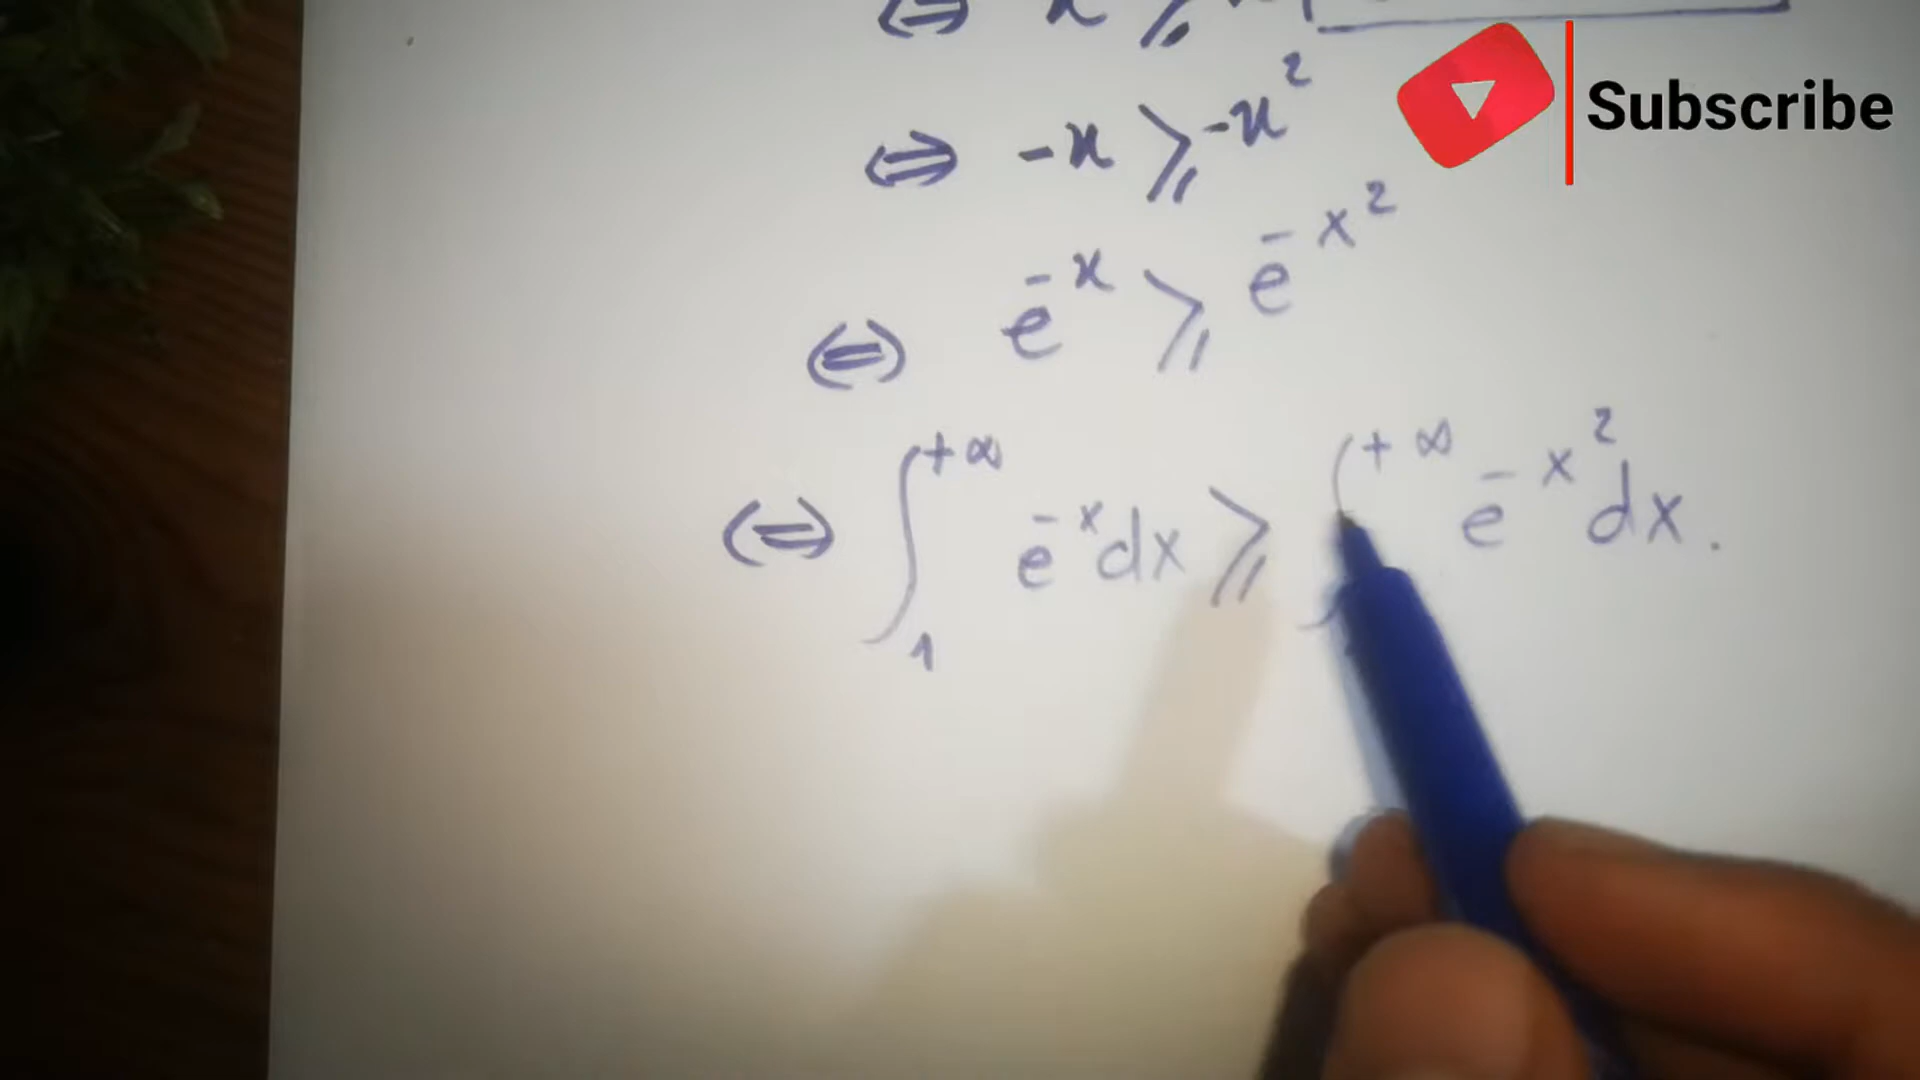 Subscribe
⇔ -x ⩾ -x²
⇔ e^-x ⩾ e^-x²
⇔ ∫₁^+∞ e^-x dx ⩾ ∫^+∞ e^-x² dx.